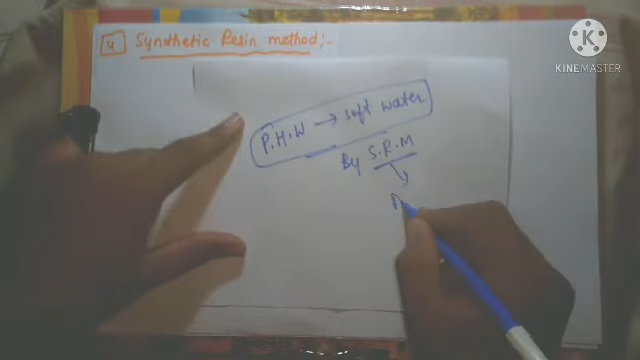 4 Synthetic Resin method:-
K
KINEMASTER
P.H.W → soft water
By S.R.M